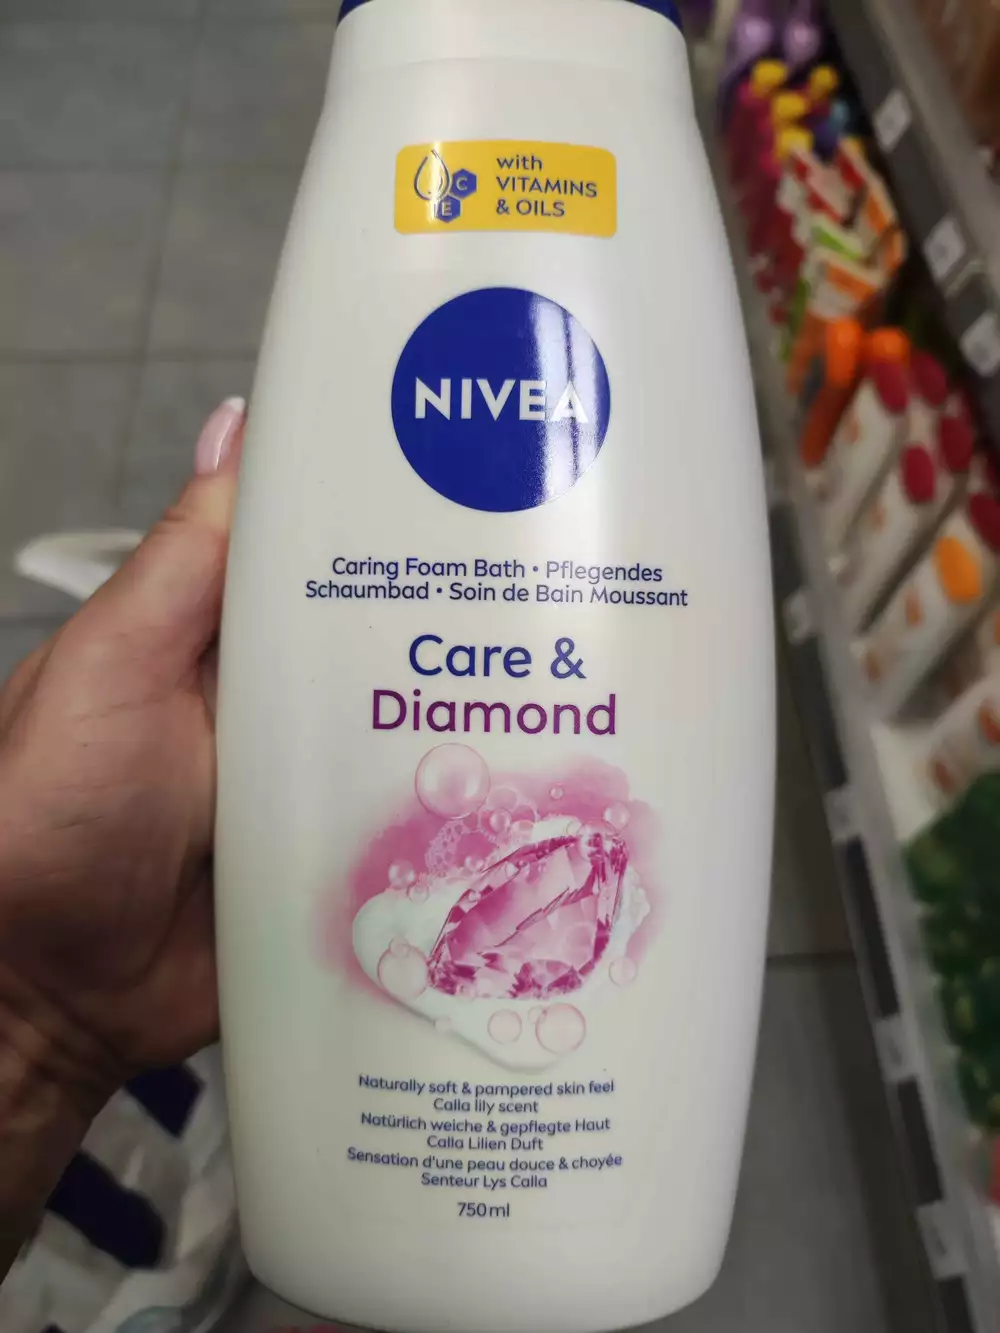 C
E
with
VITAMINS
& OILS
NIVEA
Caring Foam Bath • Pflegendes
Schaumbad • Soin de Bain Moussant
Care &
Diamond
Naturally soft & pampered skin feel
Calla lily scent
Natürlich weiche & gepflegte Haut
Calla Lilien Duft
Sensation d'une peau douce & choyée
Senteur Lys Calla
750ml